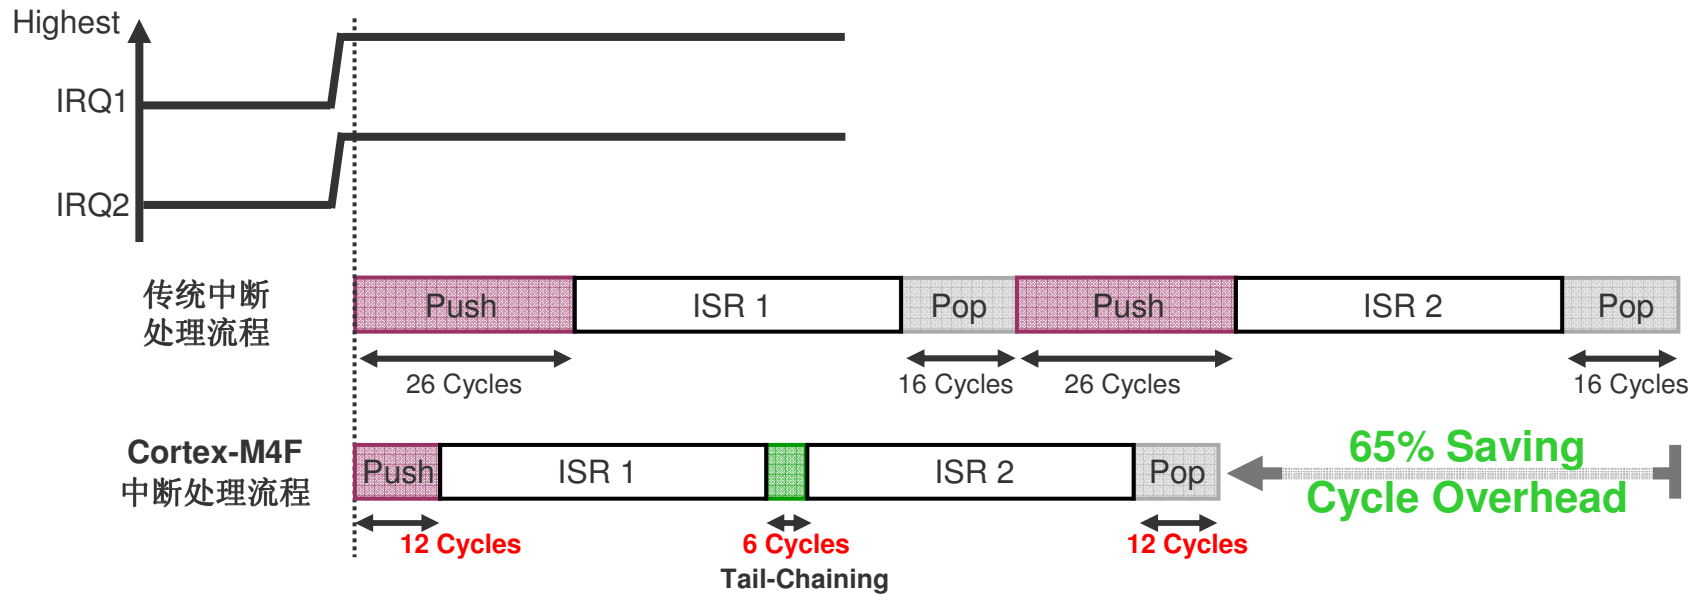 Highest
IRQ1
IRQ2
传统中断
处理流程
Push
ISR 1
Pop
Push
ISR 2
Pop
26 Cycles
16 Cycles
26 Cycles
16 Cycles
Cortex-M4F
中断处理流程
Push
ISR 1
ISR 2
Pop
65% Saving
Cycle Overhead
12 Cycles
6 Cycles
12 Cycles
Tail-Chaining